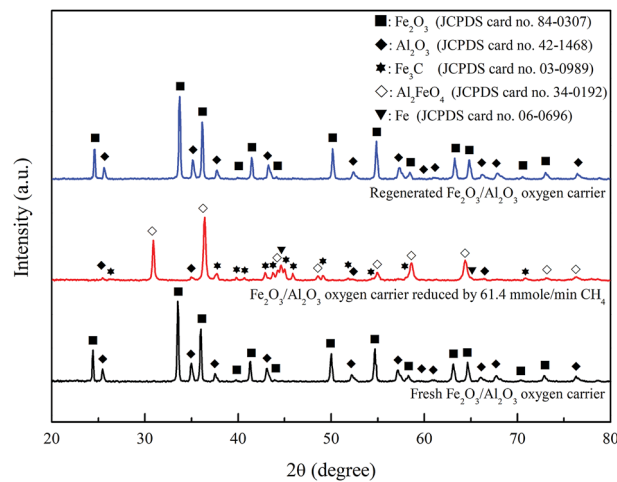 ■: Fe₂O₃ (JCPDS card no. 84-0307)
◆: Al₂O₃ (JCPDS card no. 42-1468)
✶: Fe₃C (JCPDS card no. 03-0989)
◇: Al₂FeO₄ (JCPDS card no. 34-0192)
▼: Fe (JCPDS card no. 06-0696)
Regenerated Fe₂O₃/Al₂O₃ oxygen carrier
Fe₂O₃/Al₂O₃ oxygen carrier reduced by 61.4 mmole/min CH₄
Fresh Fe₂O₃/Al₂O₃ oxygen carrier
Intensity (a.u.)
20 30 40 50 60 70 80
2θ (degree)